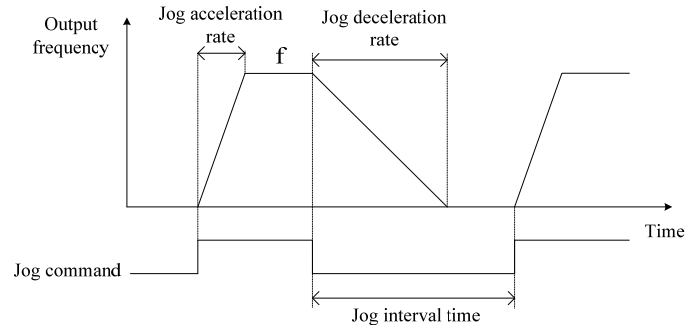 Output
frequency
Jog acceleration
rate
f
Jog deceleration
rate
Time
Jog command
Jog interval time